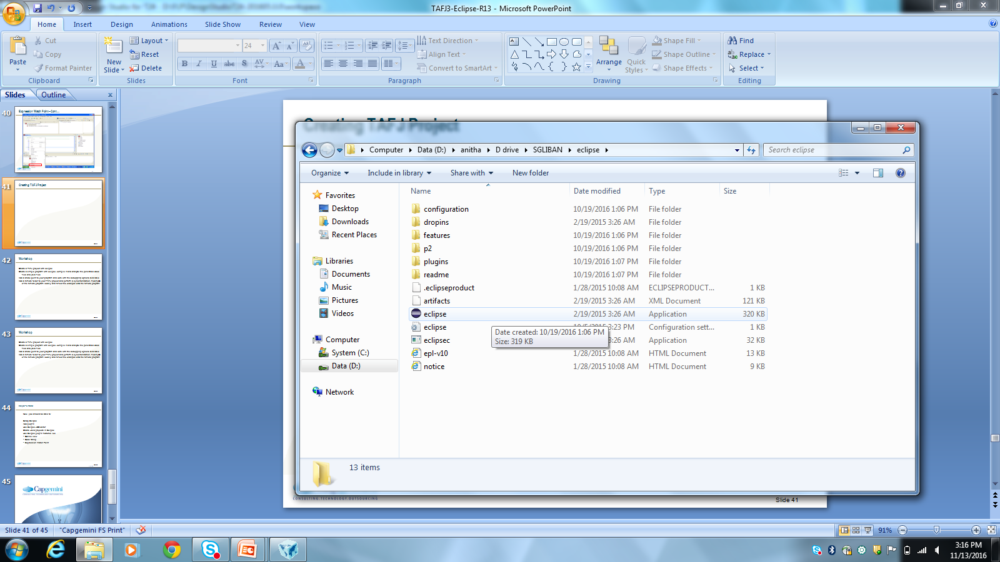 TAFJ3-Eclipse-R13 - Microsoft PowerPoint
Home Insert Design Animations Slide Show Review View
Paste
Cut
Copy
Format Painter
Clipboard
New Slide
Layout
Reset
Delete
Slides
24
Font
Text Direction
Align Text
Convert to SmartArt
Paragraph
Arrange
Quick Styles
Shape Fill
Shape Outline
Shape Effects
Drawing
Find
Replace
Select
Editing
Slides Outline
40
Expression Watch Point – Cont...
41
Creating TAFJ Project
42
Workshop
43
Workshop
44
45
Capgemini
CONSULTING.TECHNOLOGY.OUTSOURCING
Creating TAFJ Project
Computer Data (D:) anitha D drive SGLIBAN eclipse
Search eclipse
Organize Include in library Share with New folder
Favorites
Desktop
Downloads
Recent Places
Libraries
Documents
Music
Pictures
Videos
Computer
System (C:)
Data (D:)
Network
Name Date modified Type Size
configuration 10/19/2016 1:06 PM File folder
dropins 2/19/2015 3:26 AM File folder
features 10/19/2016 1:06 PM File folder
p2 10/19/2016 1:06 PM File folder
plugins 10/19/2016 1:07 PM File folder
readme 10/19/2016 1:07 PM File folder
.eclipseproduct 1/28/2015 10:08 AM ECLIPSEPRODUCT... 1 KB
artifacts 2/19/2015 3:26 AM XML Document 121 KB
eclipse 2/19/2015 3:26 AM Application 320 KB
eclipse 3:23 PM Configuration sett... 1 KB
eclipsec 3:26 AM Application 32 KB
epl-v10 1/28/2015 10:08 AM HTML Document 13 KB
notice 1/28/2015 10:08 AM HTML Document 9 KB
Date created: 10/19/2016 1:06 PM
Size: 319 KB
13 items
CONSULTING.TECHNOLOGY.OUTSOURCING
Slide 41
Slide 41 of 45 "Capgemini FS Print" 91%
3:16 PM
11/13/2016